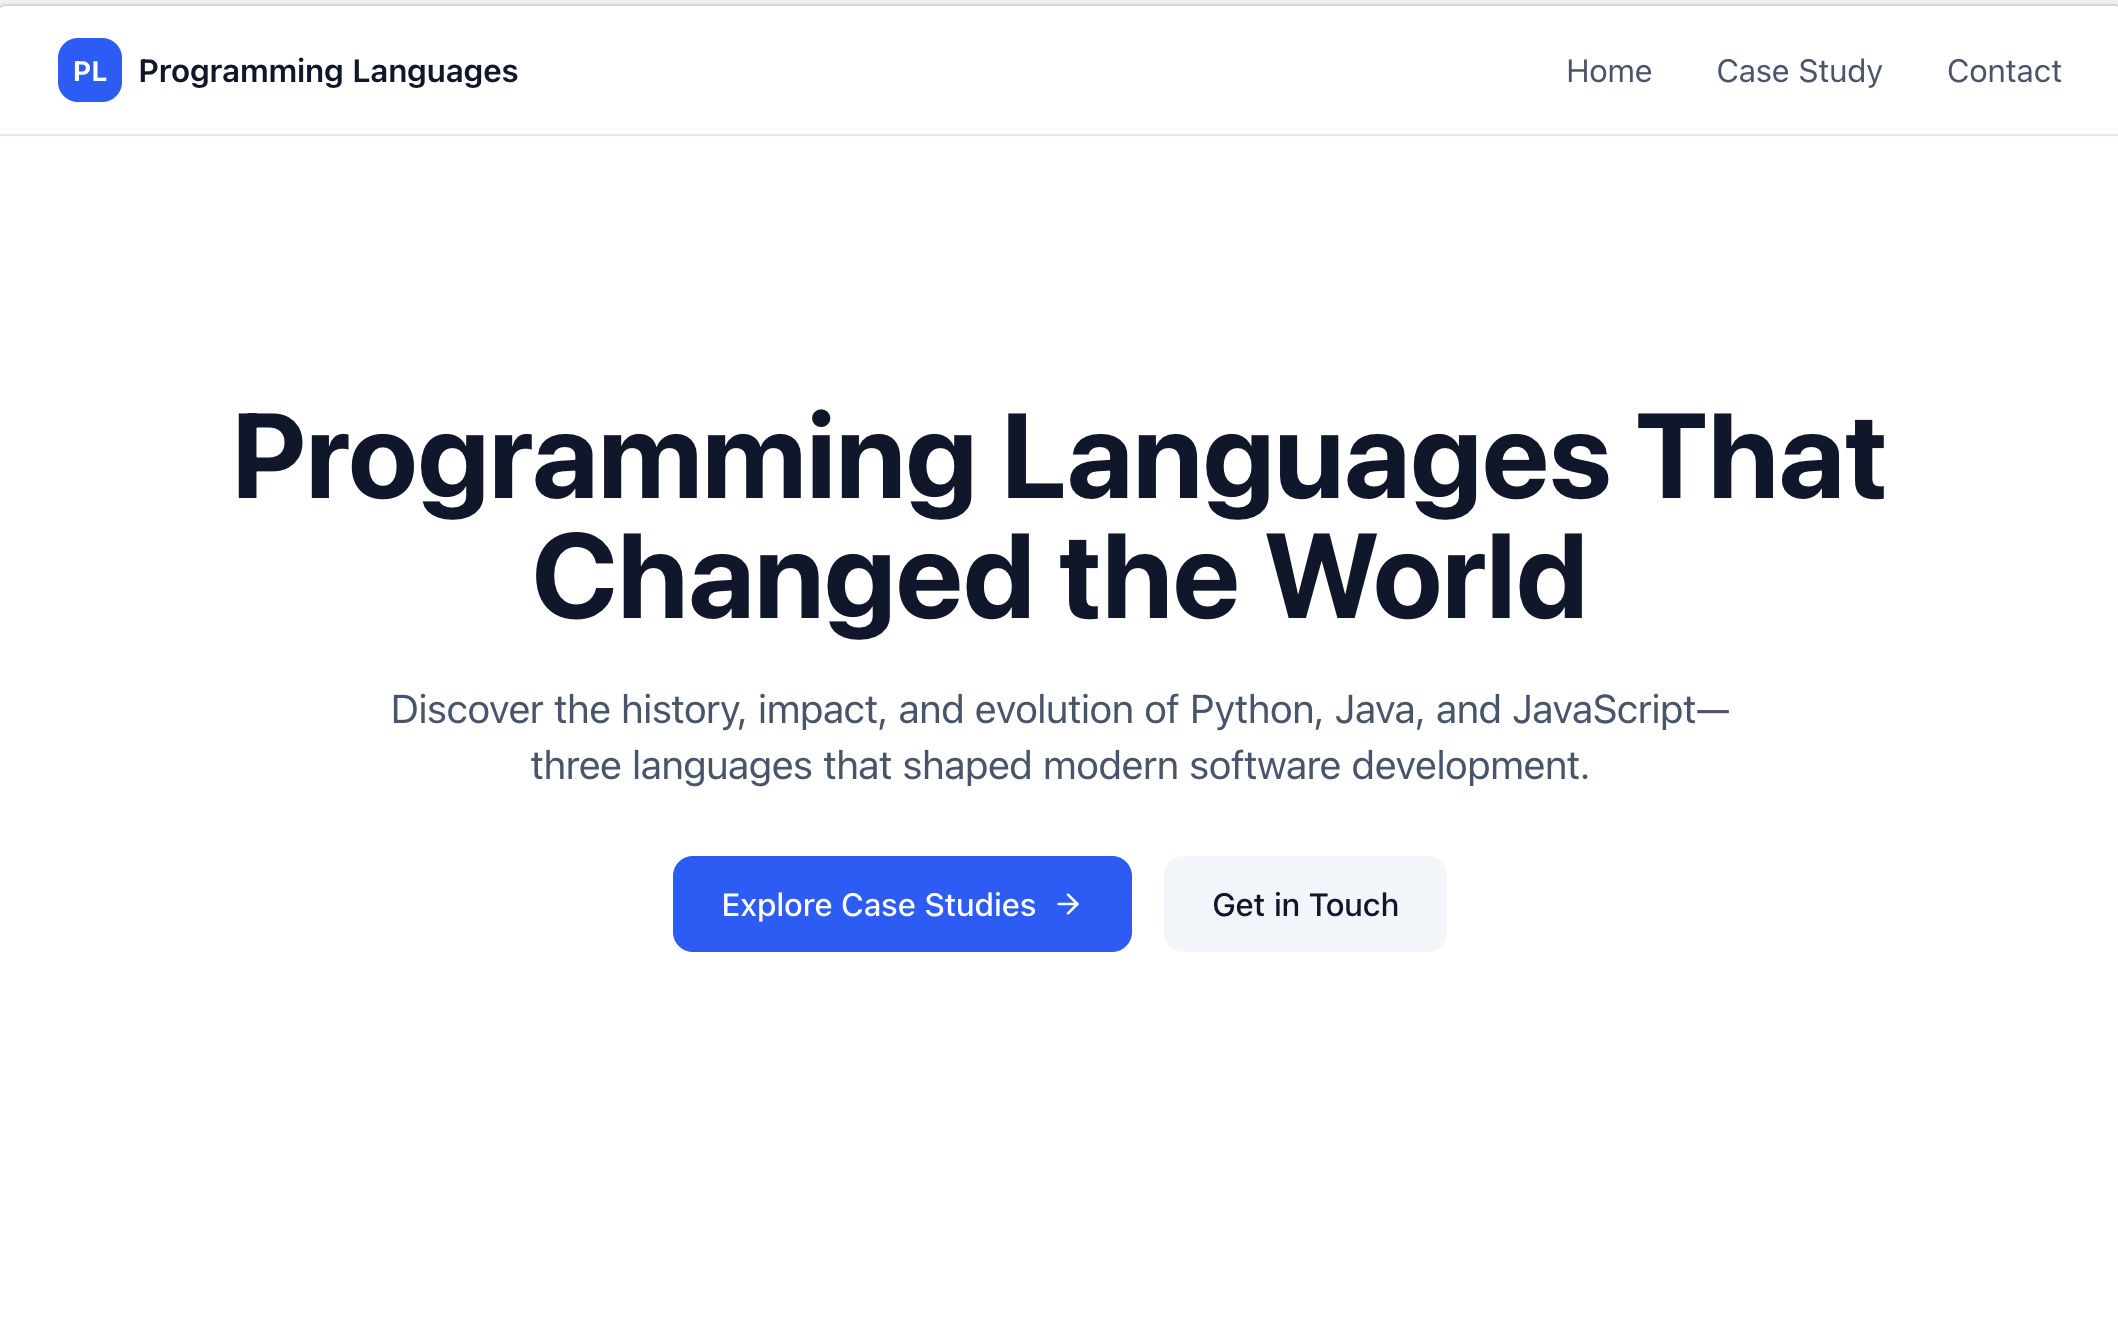 PL Programming Languages
Home Case Study Contact
Programming Languages That
Changed the World
Discover the history, impact, and evolution of Python, Java, and JavaScript—
three languages that shaped modern software development.
Explore Case Studies →
Get in Touch